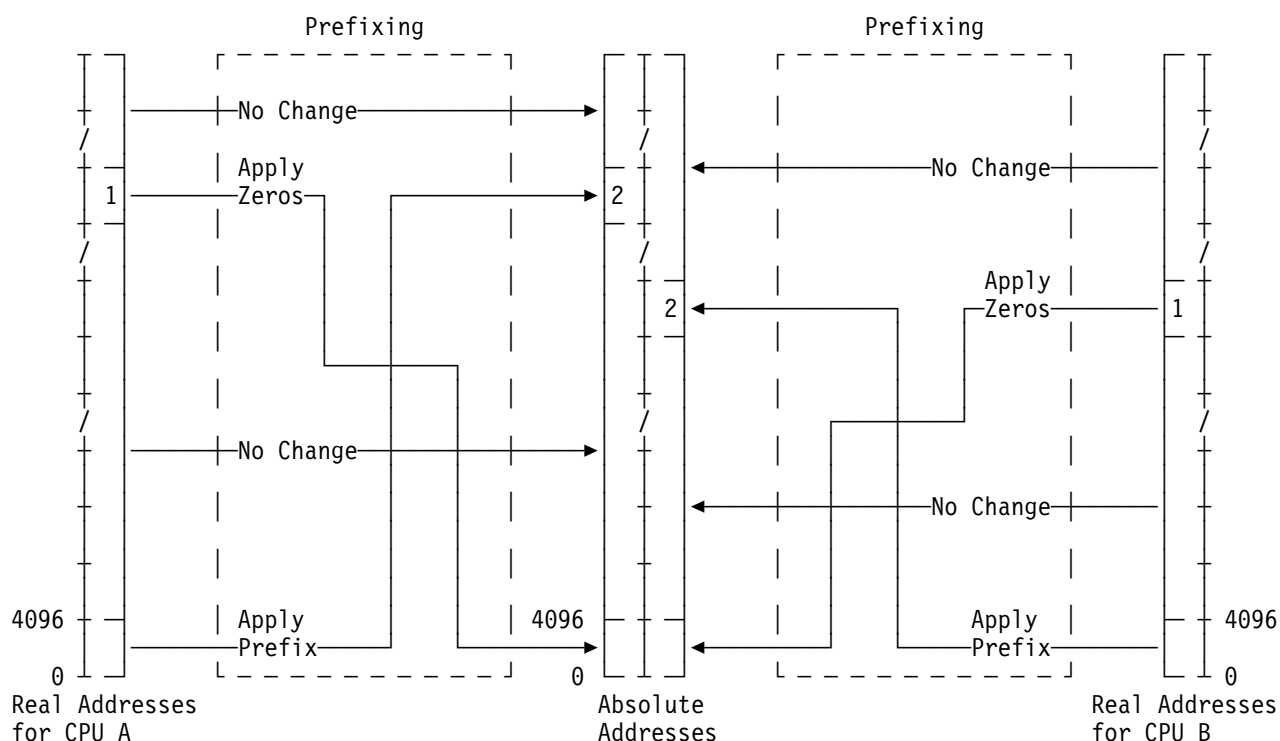 Prefixing
Prefixing
No Change
No Change
Apply
1
Zeros
2
Apply
2
Zeros
1
No Change
No Change
4096
Apply
4096
Apply
4096
Prefix
Prefix
0
0
0
Real Addresses
for CPU A
Absolute
Addresses
Real Addresses
for CPU B